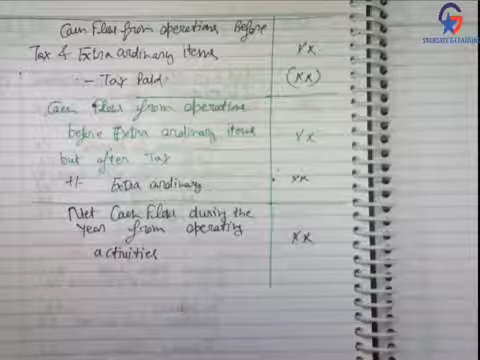 Cash Flow from operations Before
Tax & Extra ordinary items xx
- Tax Paid (xx)
Cash Flow from operations
before Extra ordinary items xx
but after Tax
+/- Extra ordinary xx
Net Cash Flow during the
year from operating xx
activities
STARGATE E-LEARNING